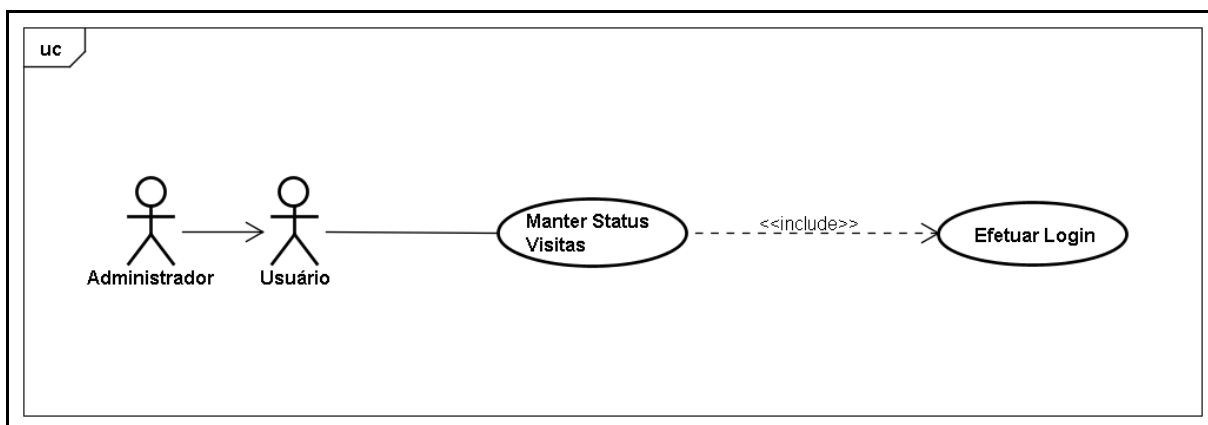 uc
Manter Status
Visitas
<<include>>
Efetuar Login
Administrador
Usuário